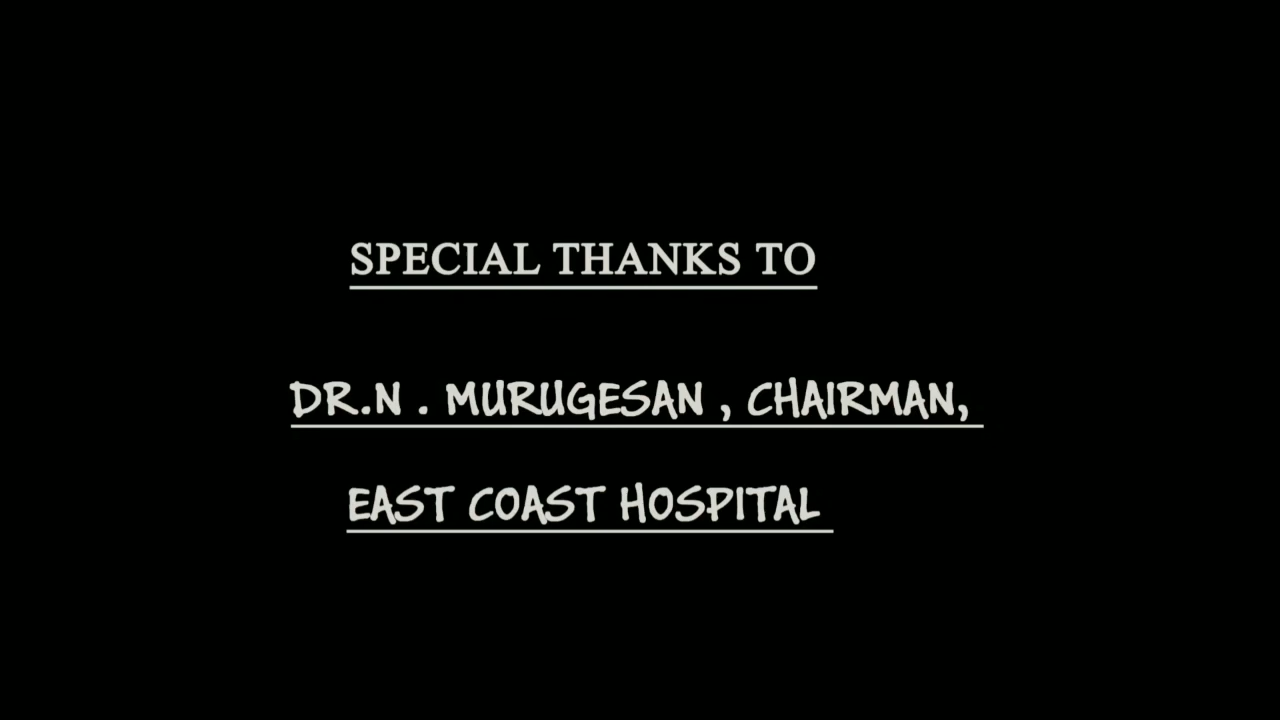 SPECIAL THANKS TO
DR.N . MURUGESAN , CHAIRMAN,
EAST COAST HOSPITAL